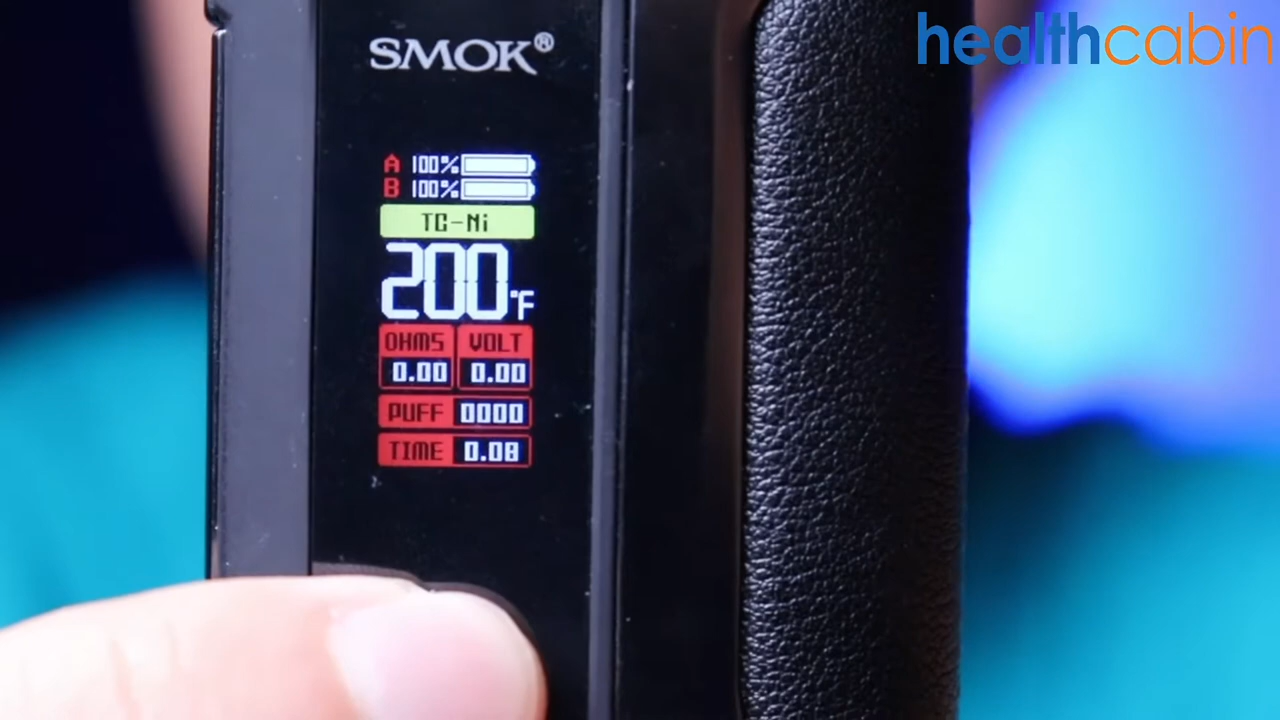 healthcabin
SMOK®
A 100%
B 100%
TC-Ni
200°F
OHMS VOLT
0.00 0.00
PUFF 0000
TIME 0.08